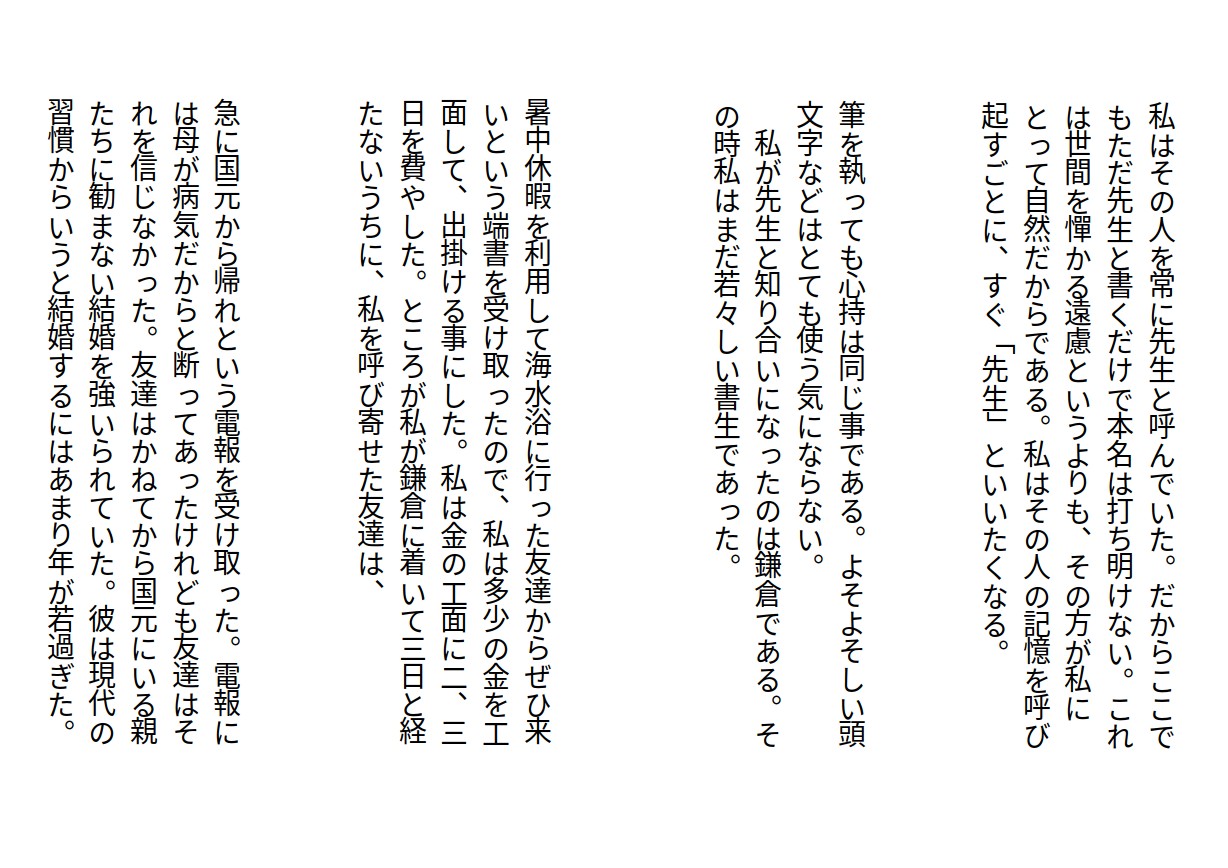 私はその人を常に先生と呼んでいた。だからここで
もただ先生と書くだけで本名は打ち明けない。これ
は世間を憚かる遠慮というよりも、その方が私に
とって自然だからである。私はその人の記憶を呼び
起すごとに、すぐ「先生」といいたくなる。
筆を執っても心持は同じ事である。よそよそしい頭
文字などはとても使う気にならない。
　私が先生と知り合いになったのは鎌倉である。そ
の時私はまだ若々しい書生であった。
暑中休暇を利用して海水浴に行った友達からぜひ来
いという端書を受け取ったので、私は多少の金を工
面して、出掛ける事にした。私は金の工面に二、三
日を費やした。ところが私が鎌倉に着いて三日と経
たないうちに、私を呼び寄せた友達は、
急に国元から帰れという電報を受け取った。電報に
は母が病気だからと断ってあったけれども友達はそ
れを信じなかった。友達はかねてから国元にいる親
たちに勧まない結婚を強いられていた。彼は現代の
習慣からいうと結婚するにはあまり年が若過ぎた。